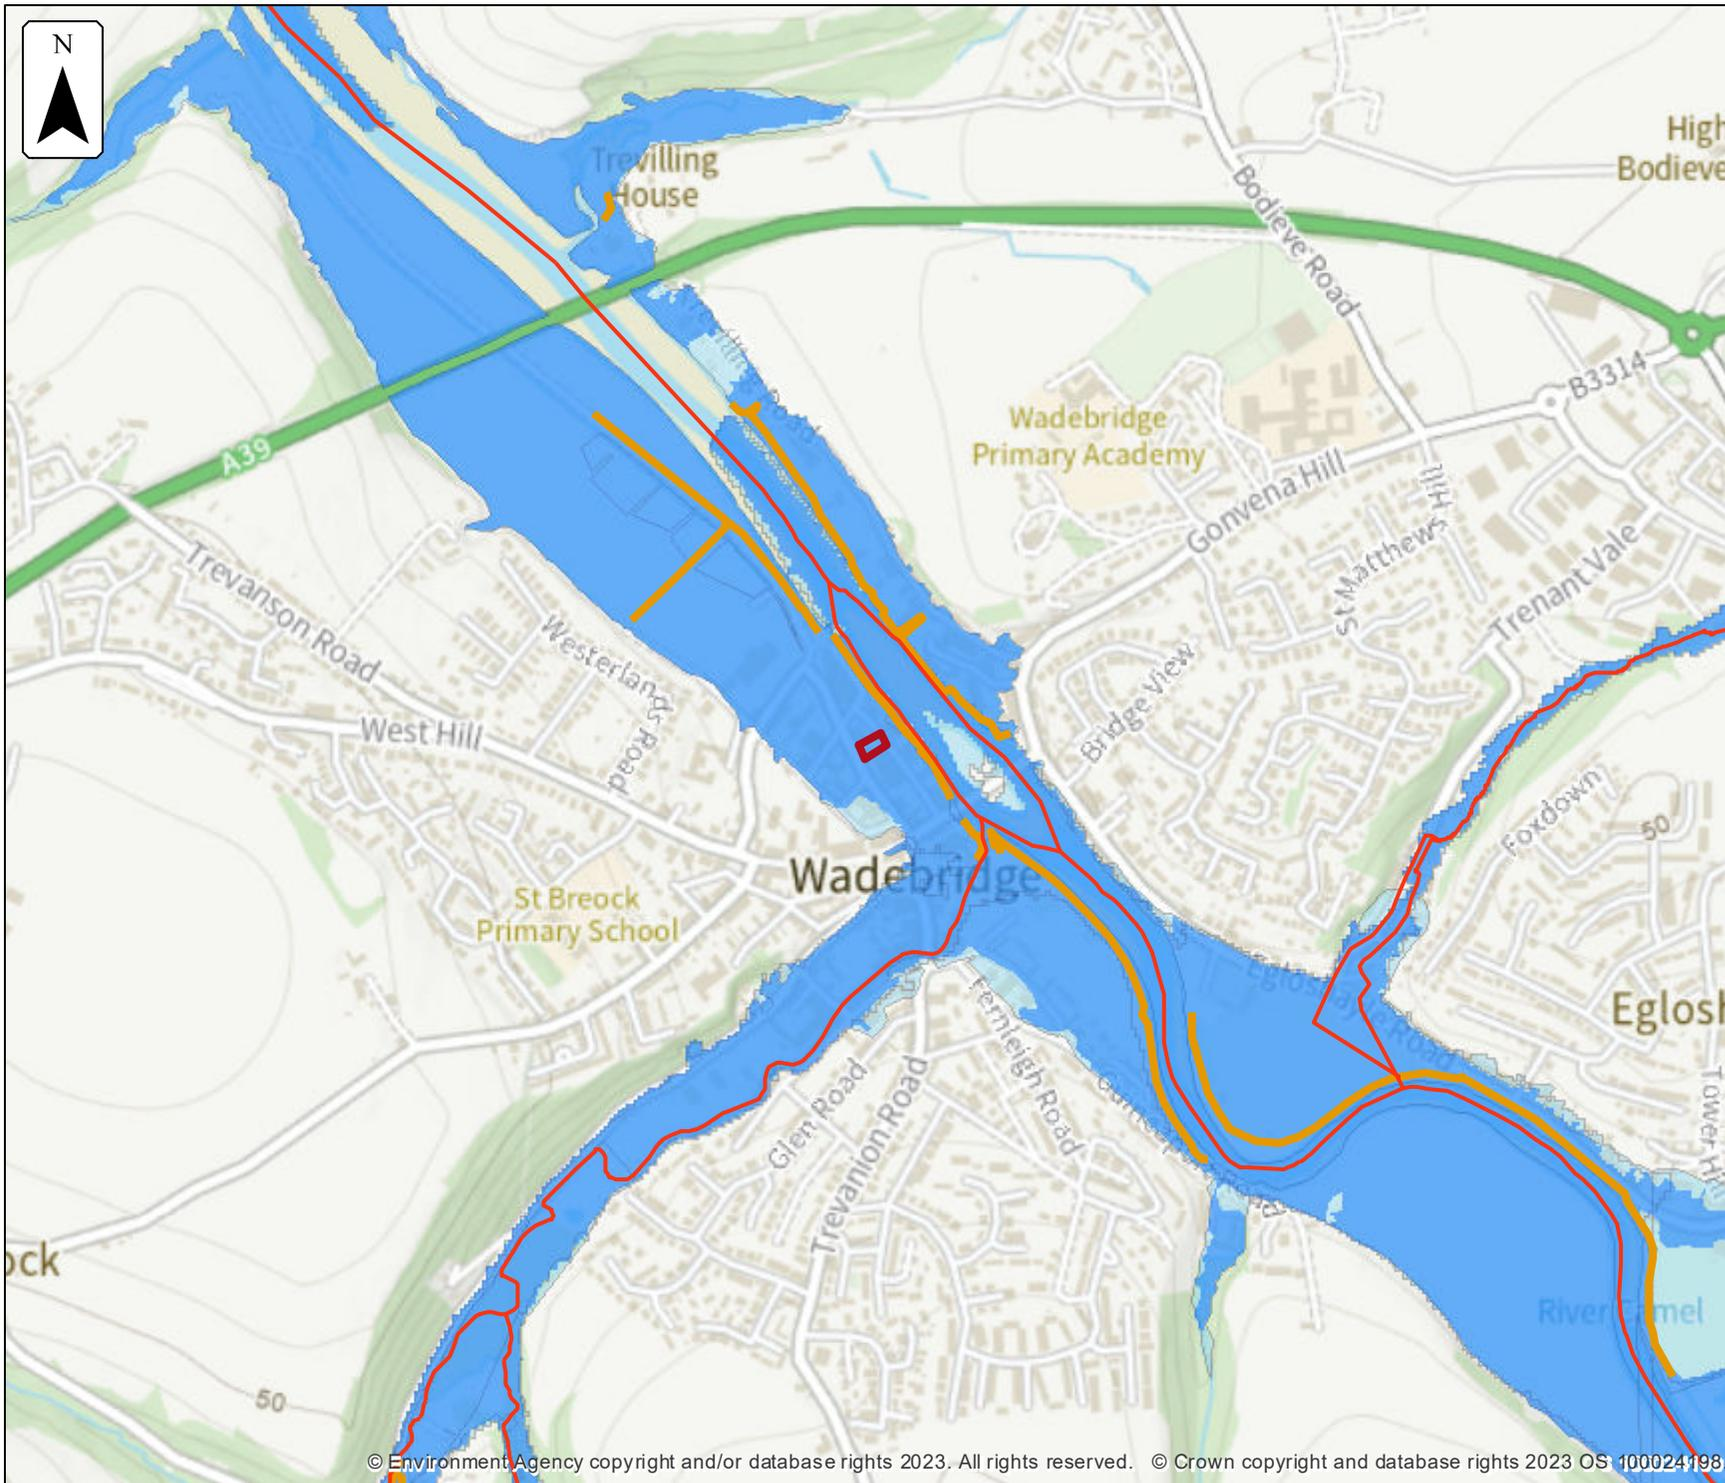 N
Trevilling
House
High
Bodieve
Bodieve Road
A39
B3314
Wadebridge
Primary Academy
Gonvena Hill
St Matthews Hill
Trenant Vale
Trevanson Road
Westerlands Road
West Hill
Bridge View
Foxdown
50
Wadebridge
St Breock
Primary School
Egloshayle Road
Eglosh
Fernleigh Road
Glen Road
Trevanion Road
Road
Tower H
ock
River Camel
50
© Environment Agency copyright and/or database rights 2023. All rights reserved. © Crown copyright and database rights 2023 OS 100024198